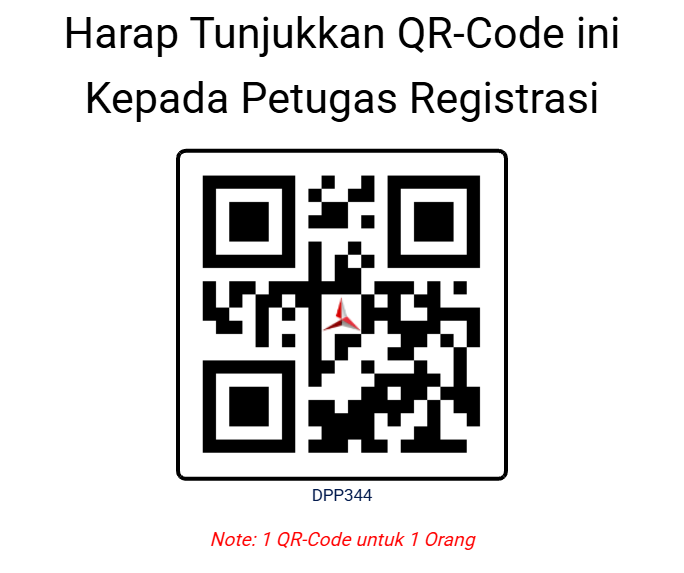 Harap Tunjukkan QR-Code ini
Kepada Petugas Registrasi
DPP344
Note: 1 QR-Code untuk 1 Orang